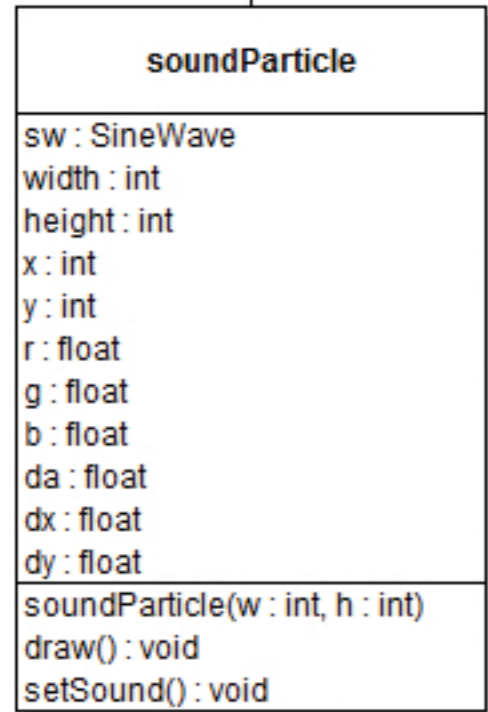 soundParticle
sw : SineWave
width : int
height : int
x : int
y : int
r : float
g : float
b : float
da : float
dx : float
dy : float
soundParticle(w : int, h : int)
draw() : void
setSound() : void